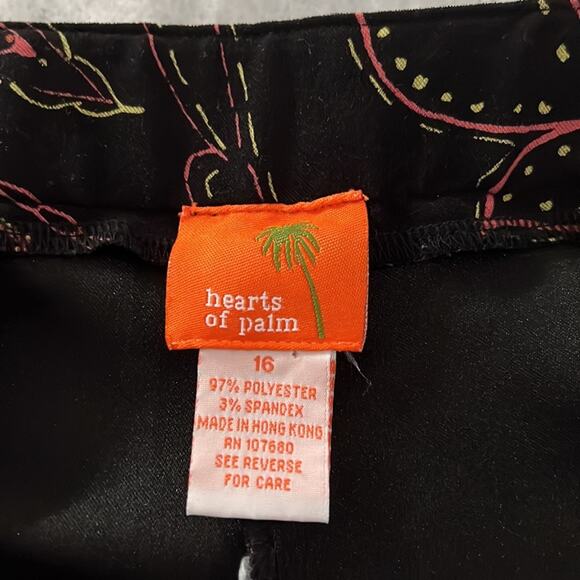 hearts
of palm
16
97% POLYESTER
3% SPANDEX
MADE IN HONG KONG
RN 107680
SEE REVERSE
FOR CARE